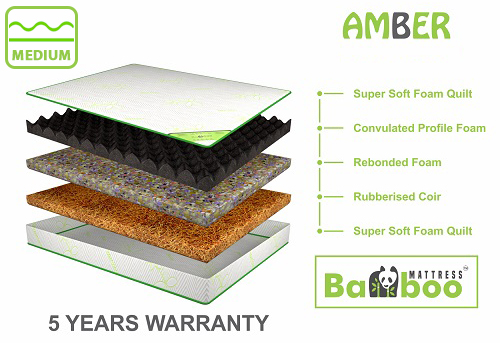 MEDIUM
AMBER
Super Soft Foam Quilt
Convulated Profile Foam
Rebonded Foam
Rubberised Coir
Super Soft Foam Quilt
MATTRESS
Bamboo
5 YEARS WARRANTY